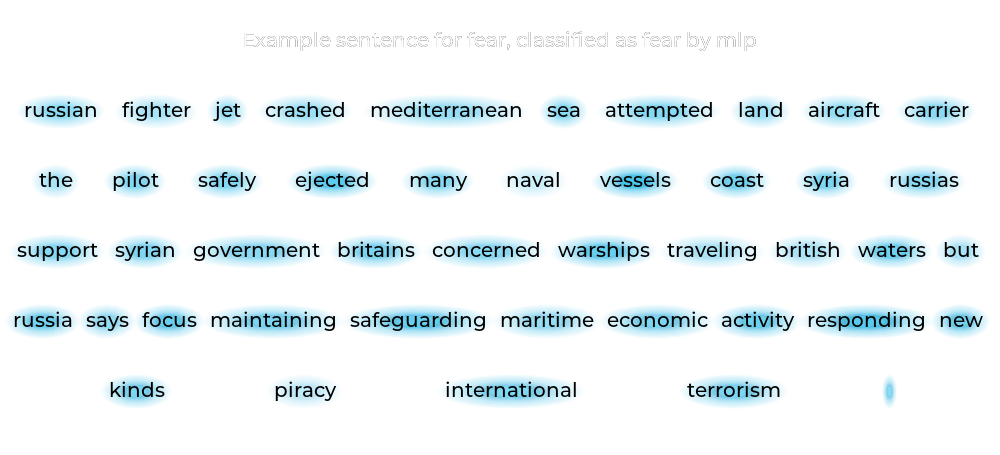 Example sentence for fear, classified as fear by mlp
russian fighter jet crashed mediterranean sea attempted land aircraft carrier
the pilot safely ejected many naval vessels coast syria russias
support syrian government britains concerned warships traveling british waters but
russia says focus maintaining safeguarding maritime economic activity responding new
kinds piracy international terrorism